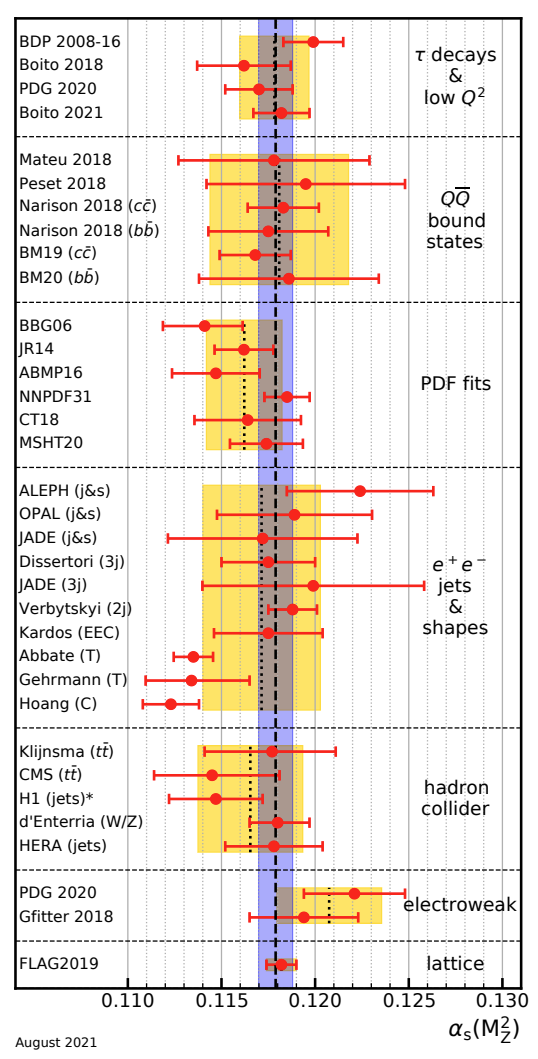 BDP 2008-16
Boito 2018
PDG 2020
Boito 2021
τ decays
&
low Q²
Mateu 2018
Peset 2018
Narison 2018 (cc̄)
Narison 2018 (bb̄)
BM19 (cc̄)
BM20 (bb̄)
QQ̄
bound
states
BBG06
JR14
ABMP16
NNPDF31
CT18
MSHT20
PDF fits
ALEPH (j&s)
OPAL (j&s)
JADE (j&s)
Dissertori (3j)
JADE (3j)
Verbytskyi (2j)
Kardos (EEC)
Abbate (T)
Gehrmann (T)
Hoang (C)
e⁺e⁻
jets
&
shapes
Klijnsma (tt̄)
CMS (tt̄)
H1 (jets)*
d'Enterria (W/Z)
HERA (jets)
hadron
collider
PDG 2020
Gfitter 2018
electroweak
FLAG2019
lattice
0.110 0.115 0.120 0.125 0.130
αₛ(M_Z²)
August 2021